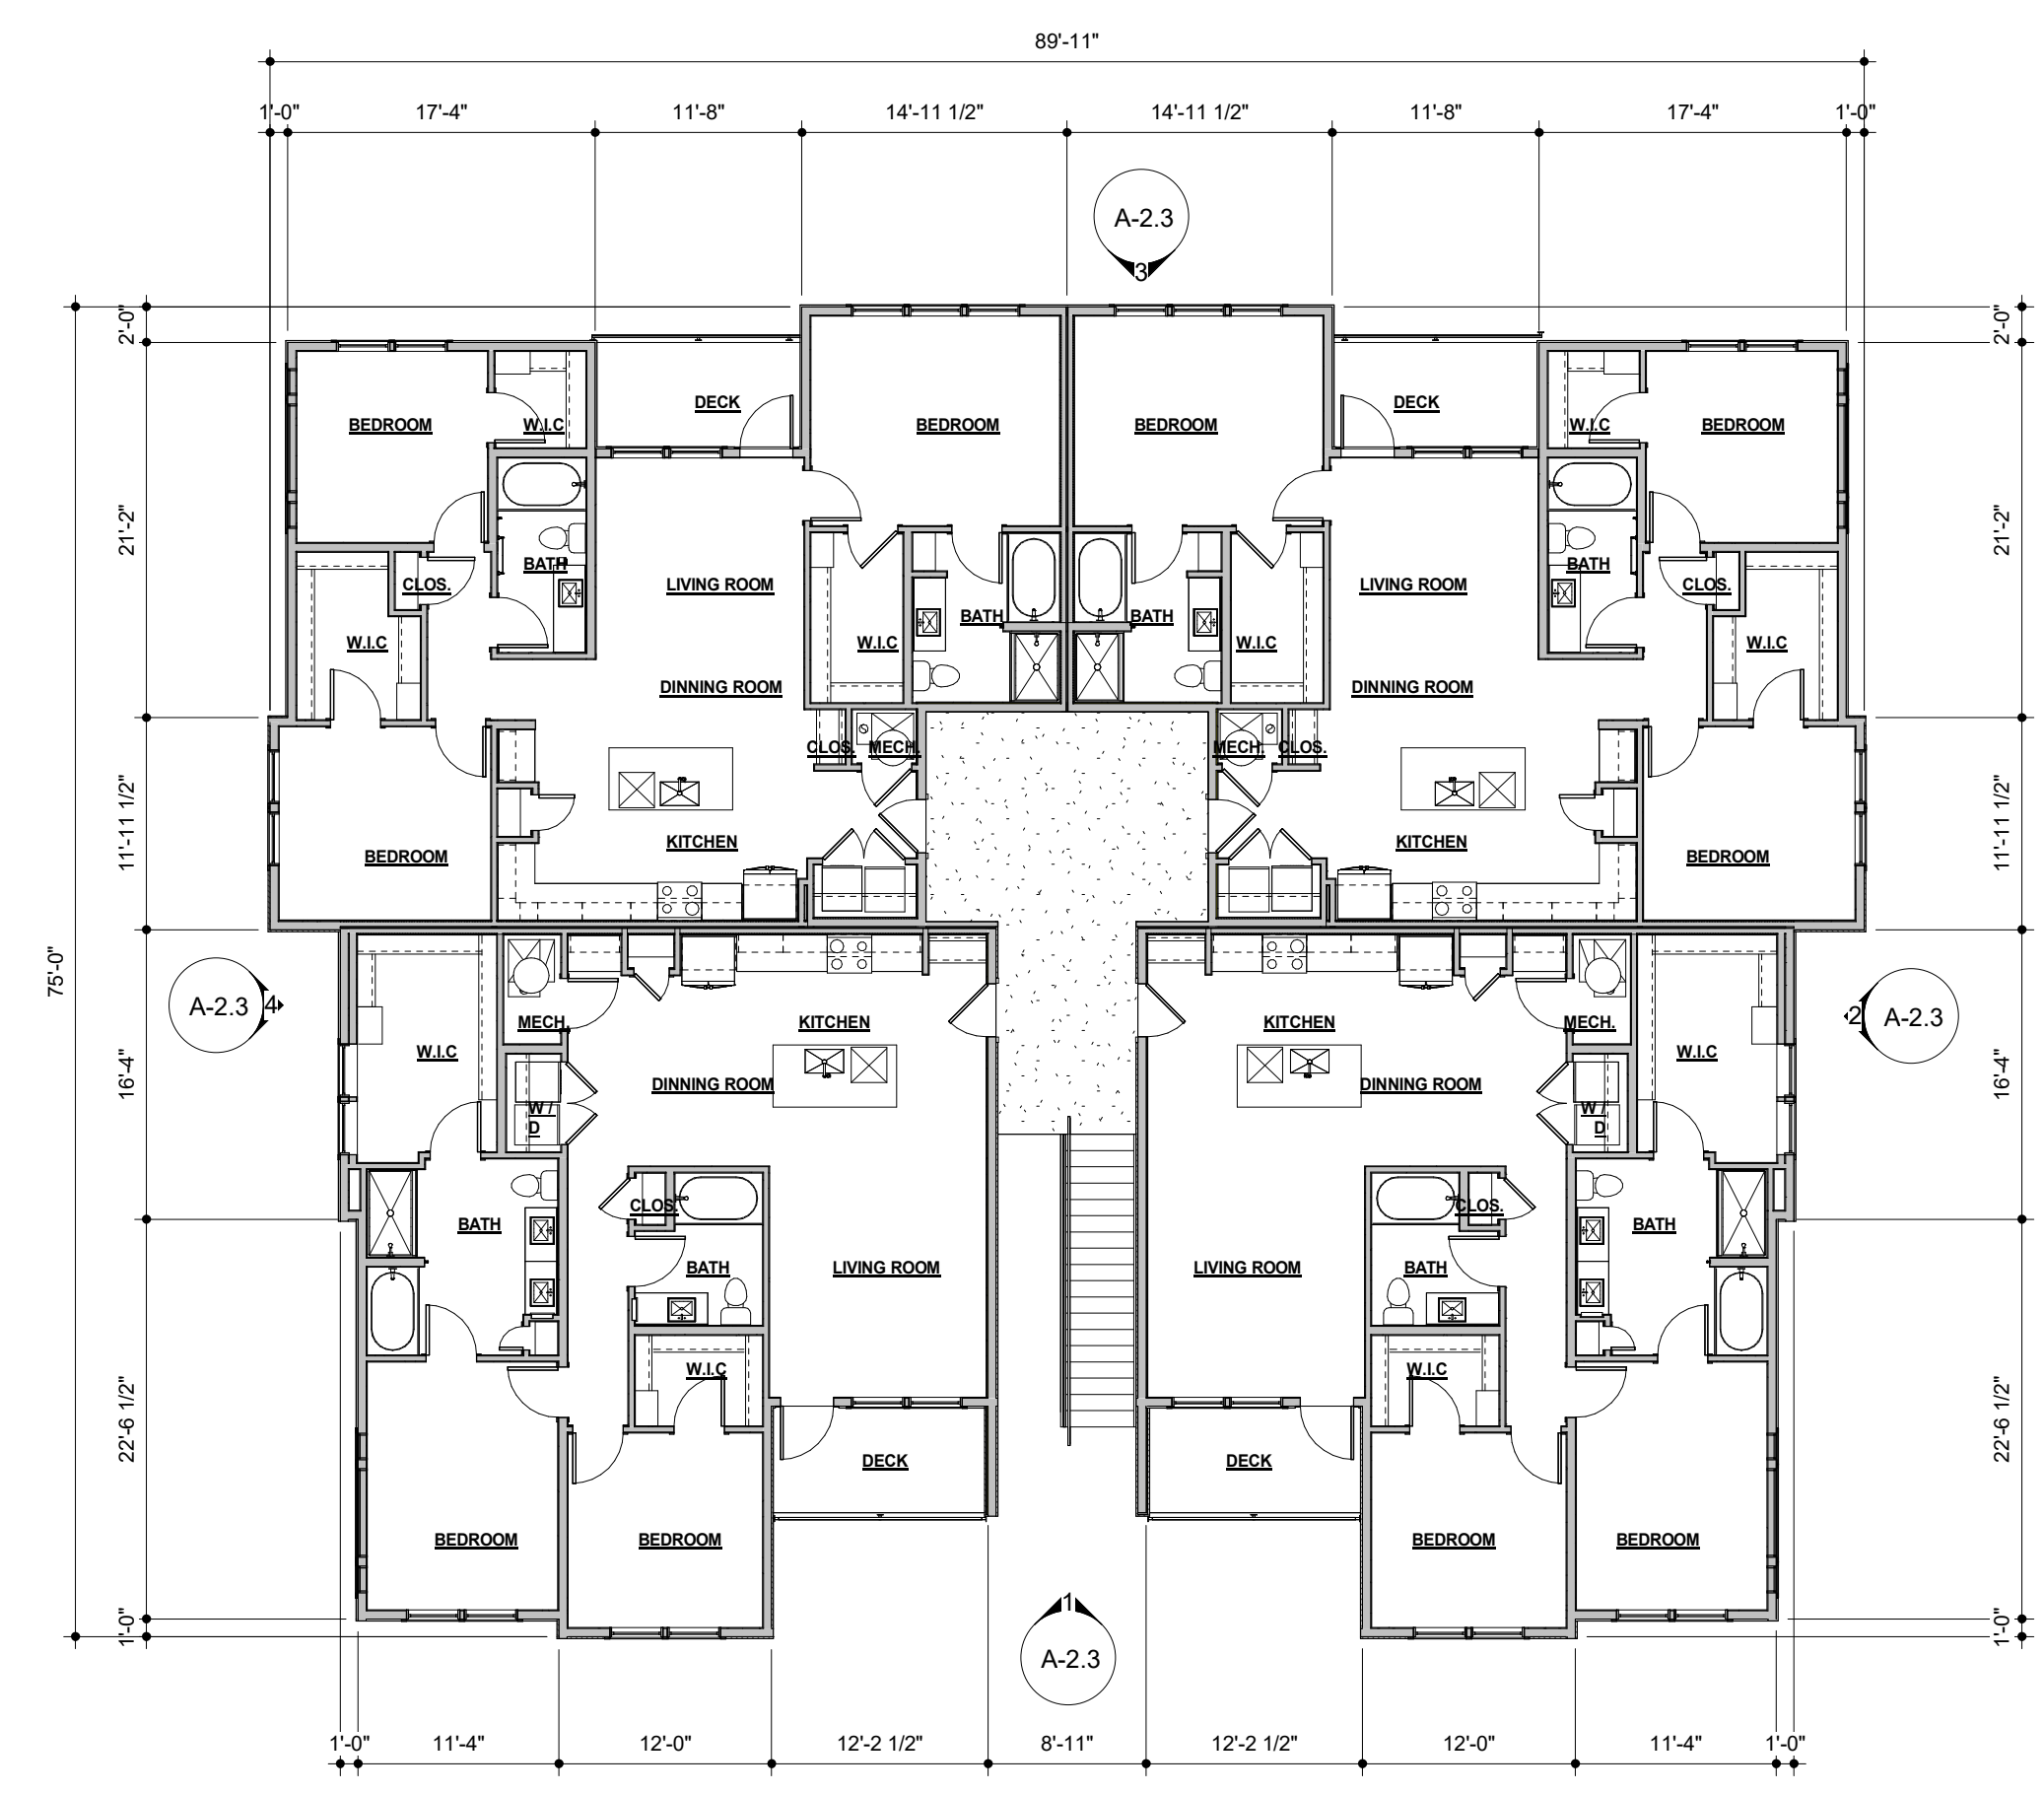 89'-11"
1'-0" 17'-4" 11'-8" 14'-11 1/2" 14'-11 1/2" 11'-8" 17'-4" 1'-0"
A-2.3
3
2'-0" 2'-0"
DECK DECK
BEDROOM W.I.C BEDROOM BEDROOM W.I.C BEDROOM
21'-2" 21'-2"
BATH BATH
CLOS. LIVING ROOM LIVING ROOM CLOS.
BATH BATH
W.I.C W.I.C W.I.C W.I.C
DINNING ROOM DINNING ROOM
CLOS. MECH. MECH. CLOS.
11'-11 1/2" 11'-11 1/2"
KITCHEN KITCHEN
BEDROOM BEDROOM
75'-0"
A-2.3 4 2 A-2.3
MECH. KITCHEN KITCHEN MECH.
W.I.C W.I.C
16'-4" 16'-4"
DINNING ROOM DINNING ROOM
W / W /
D D
CLOS. CLOS.
BATH BATH
BATH LIVING ROOM LIVING ROOM BATH
W.I.C W.I.C
22'-6 1/2" 22'-6 1/2"
DECK DECK
BEDROOM BEDROOM BEDROOM BEDROOM
1
1'-0" 1'-0"
A-2.3
1'-0" 11'-4" 12'-0" 12'-2 1/2" 8'-11" 12'-2 1/2" 12'-0" 11'-4" 1'-0"